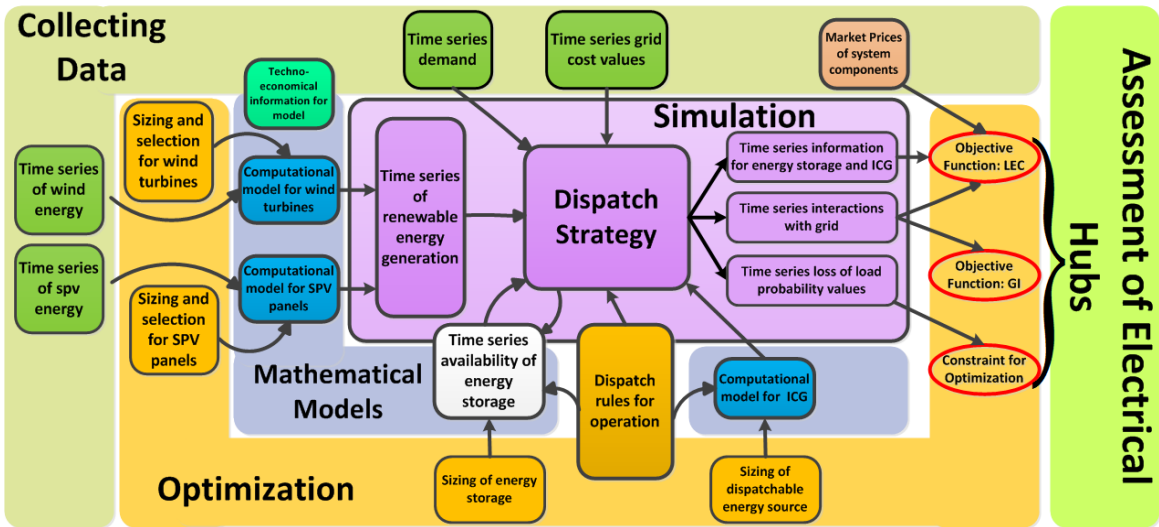 Collecting
Data
Time series
demand
Time series grid
cost values
Market Prices
of system
components
Techno-
economical
information for
model
Sizing and
selection
for wind
turbines
Time series
of wind
energy
Computational
model for wind
turbines
Time series
of spv
energy
Computational
model for SPV
panels
Sizing and
selection
for SPV
panels
Simulation
Time series
of
renewable
energy
generation
Dispatch
Strategy
Time series information
for energy storage and ICG
Time series interactions
with grid
Time series loss of load
probability values
Objective
Function: LEC
Objective
Function: GI
Constraint for
Optimization
Mathematical
Models
Time series
availability of
energy
storage
Dispatch
rules for
operation
Computational
model for ICG
Optimization
Sizing of energy
storage
Sizing of
dispatchable
energy source
Assessment of Electrical
Hubs